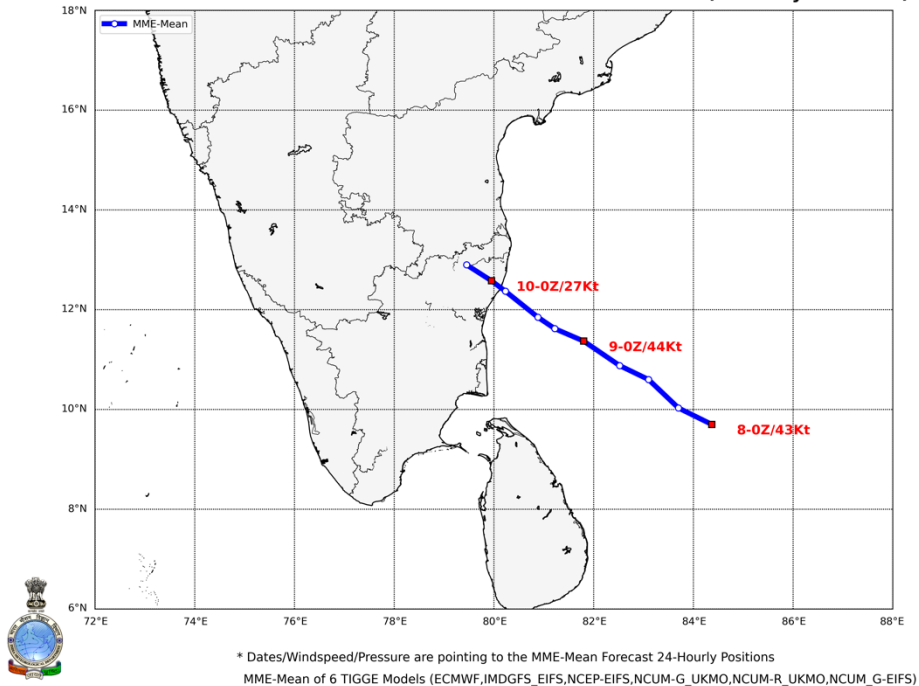 MME-Mean
18°N
16°N
14°N
12°N
10°N
8°N
6°N
10-0Z/27Kt
9-0Z/44Kt
8-0Z/43Kt
72°E 74°E 76°E 78°E 80°E 82°E 84°E 86°E 88°E
* Dates/Windspeed/Pressure are pointing to the MME-Mean Forecast 24-Hourly Positions
MME-Mean of 6 TIGGE Models (ECMWF,IMDGFS_EIFS,NCEP-EIFS,NCUM-G_UKMO,NCUM-R_UKMO,NCUM_G-EIFS)